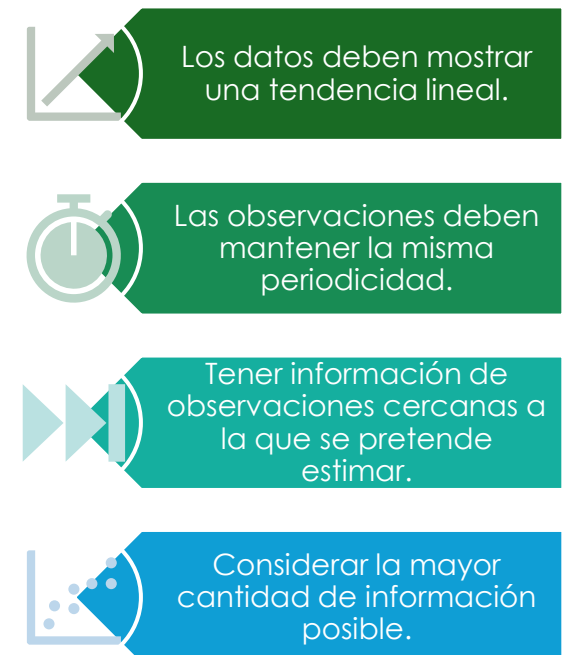 Los datos deben mostrar
una tendencia lineal.
Las observaciones deben
mantener la misma
periodicidad.
Tener información de
observaciones cercanas a
la que se pretende
estimar.
Considerar la mayor
cantidad de información
posible.